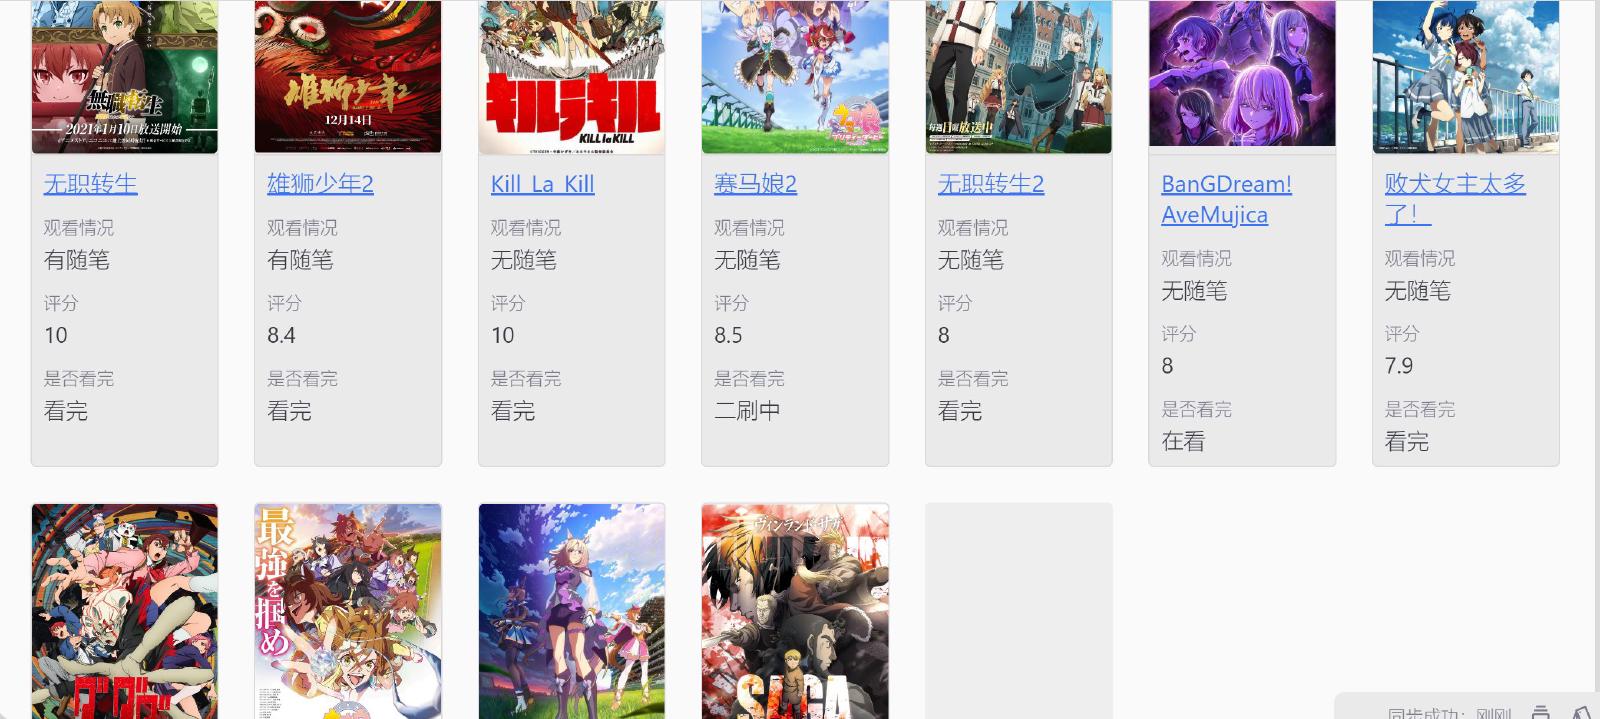 無職転生
2021年1月10日放送開始
雄狮少年2
12月14日
キルラキル
KILL la KILL
毎週日曜放送中
无职转生
观看情况
有随笔
评分
10
是否看完
看完
雄狮少年2
观看情况
有随笔
评分
8.4
是否看完
看完
Kill La Kill
观看情况
无随笔
评分
10
是否看完
看完
赛马娘2
观看情况
无随笔
评分
8.5
是否看完
二刷中
无职转生2
观看情况
无随笔
评分
8
是否看完
看完
BanGDream!
AveMujica
观看情况
无随笔
评分
8
是否看完
在看
败犬女主太多
了！
观看情况
无随笔
评分
7.9
是否看完
看完
最強を掴め
ヴィンランド・サガ
SAGA
同步成功：刚刚